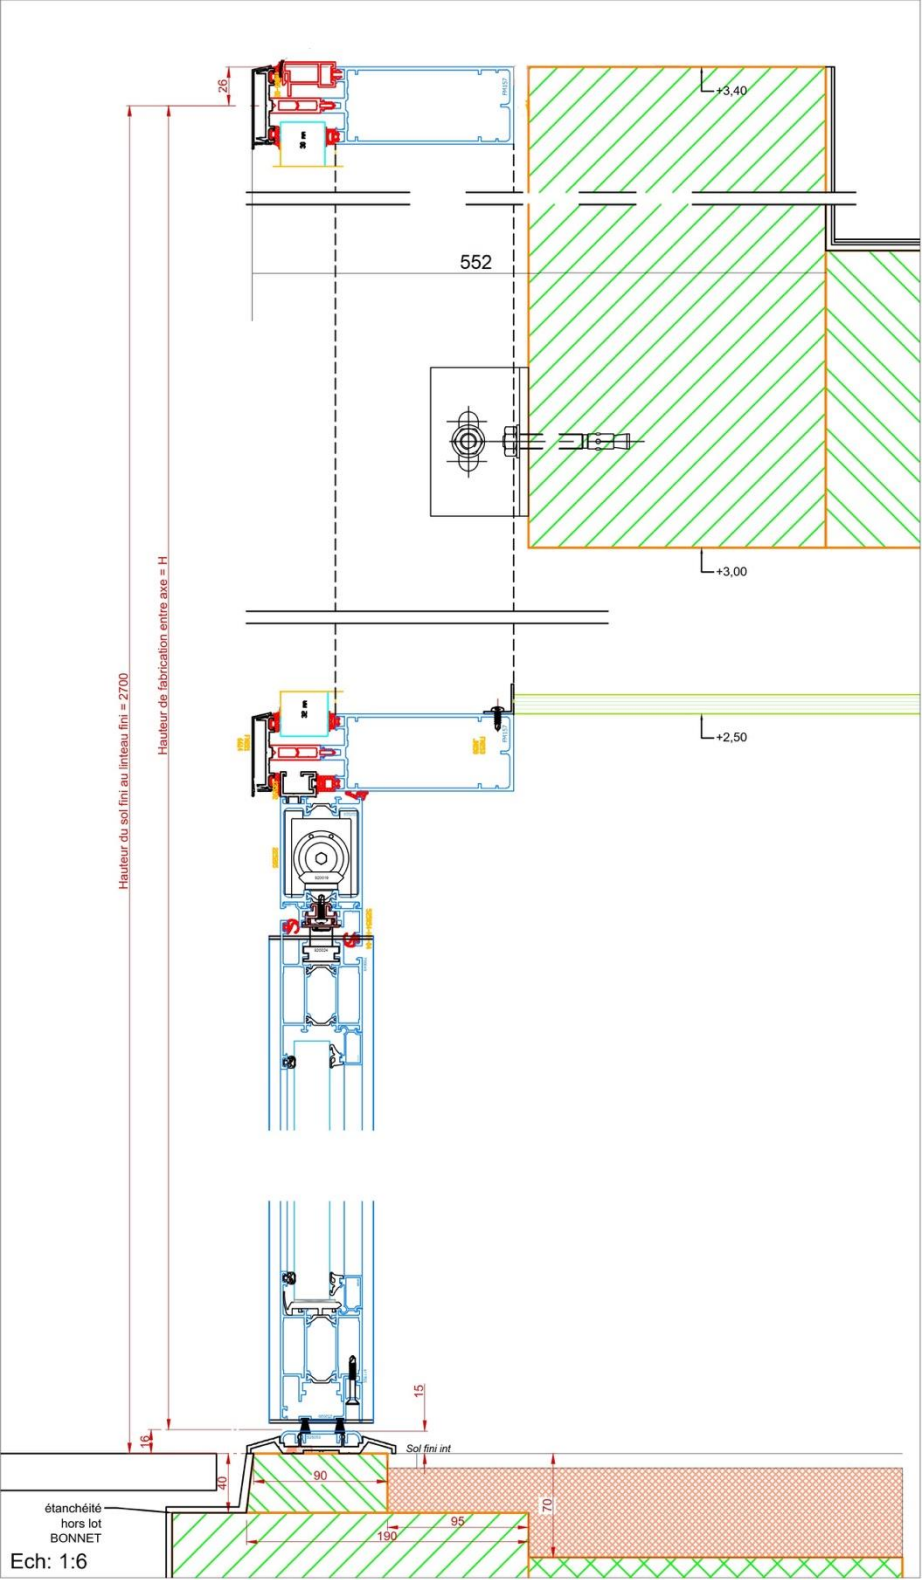 26
+3,40
552
+3,00
Hauteur du sol fini au linteau fini = 2700
Hauteur de fabrication entre axe = H
+2,50
15
16
Sol fini int
40
90
70
95
190
étanchéité
hors lot
BONNET
Ech: 1:6